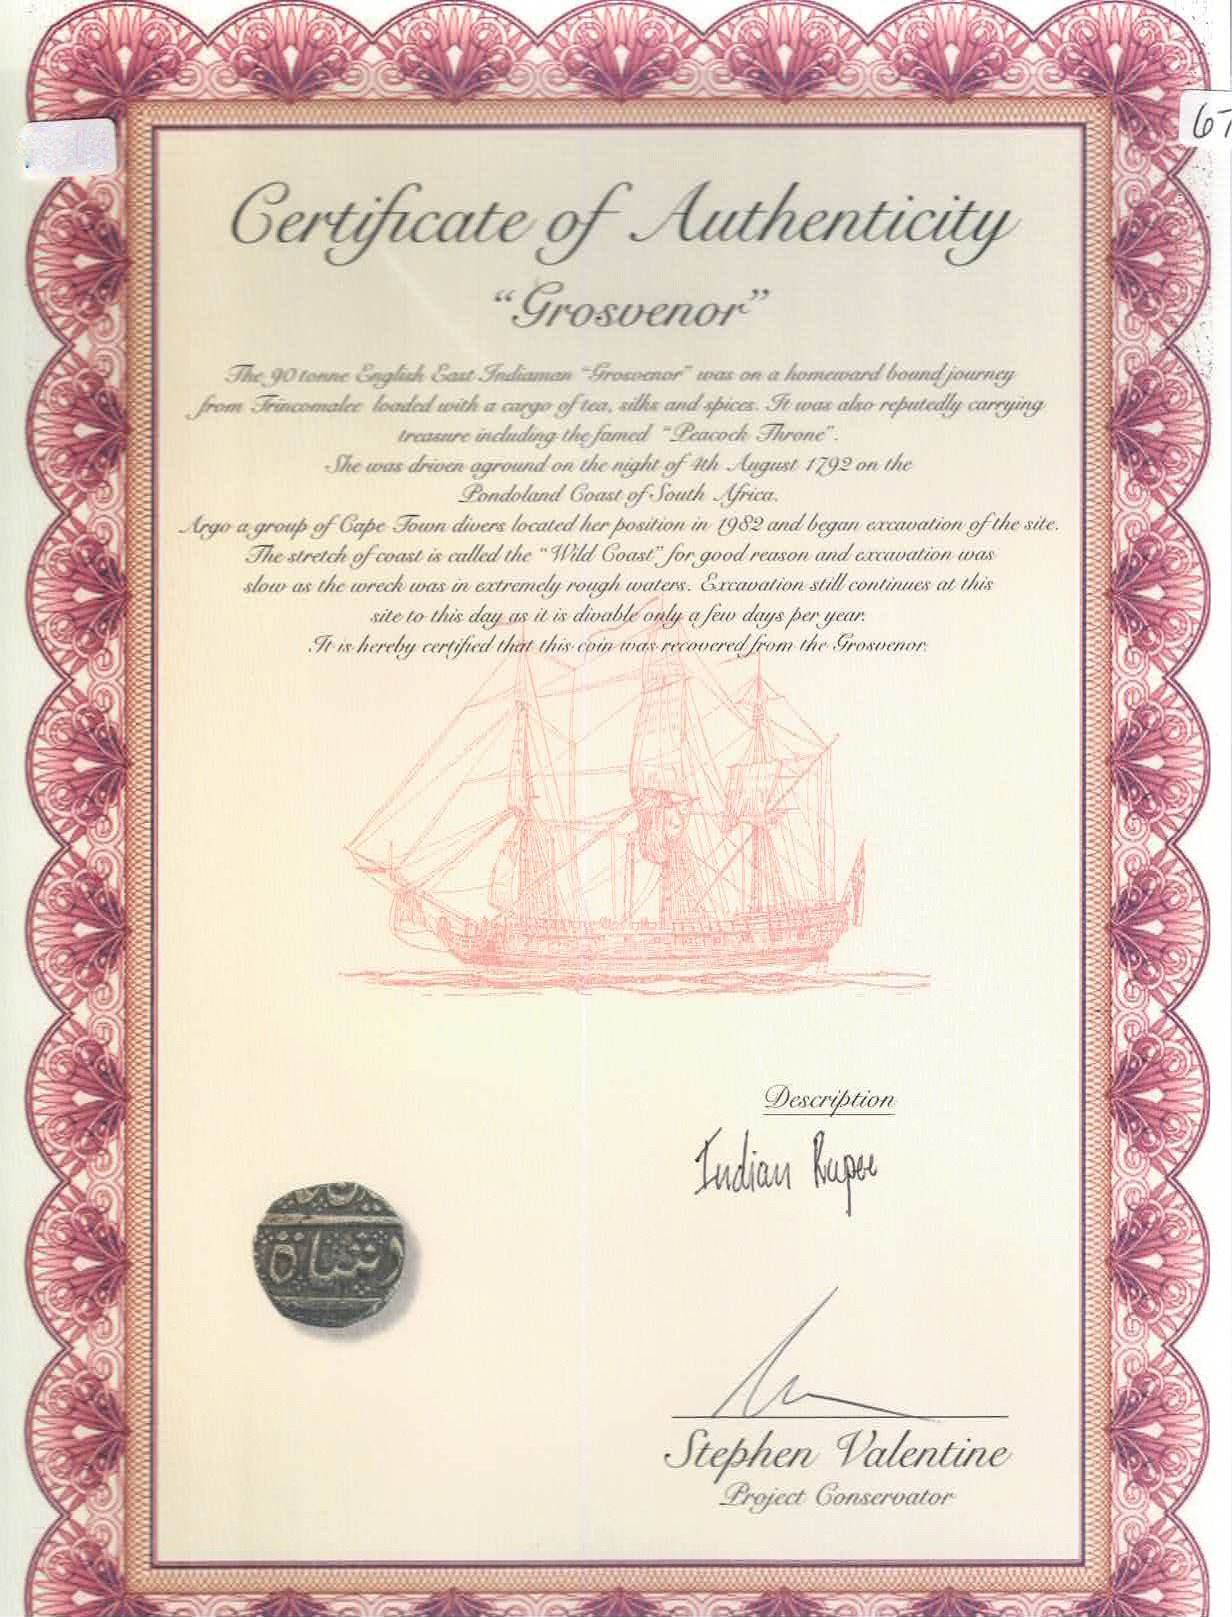 67
Certificate of Authenticity
“Grosvenor”
The 90 tonne English East Indiaman “Grosvenor” was on a homeward bound journey
from Trincomalee loaded with a cargo of tea, silks and spices. It was also reputedly carrying
treasure including the famed “Peacock Throne”.
She was driven aground on the night of 4th August 1792 on the
Pondoland Coast of South Africa.
Argo a group of Cape Town divers located her position in 1982 and began excavation of the site.
The stretch of coast is called the “Wild Coast” for good reason and excavation was
slow as the wreck was in extremely rough waters. Excavation still continues at this
site to this day as it is divable only a few days per year.
It is hereby certified that this coin was recovered from the Grosvenor.
Description
Indian Rupee
Stephen Valentine
Project Conservator